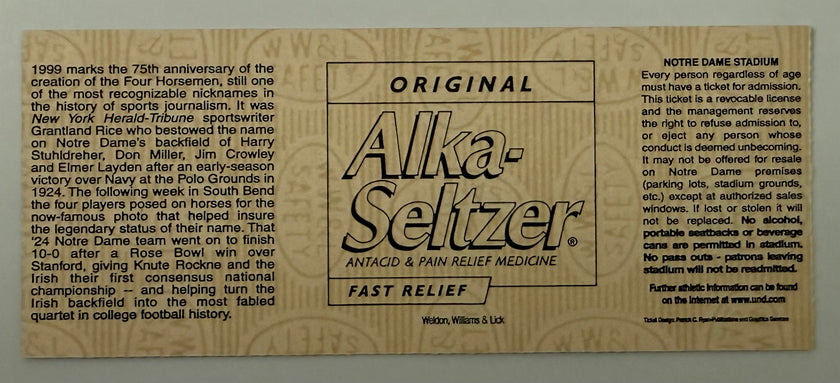 1999 marks the 75th anniversary of the
creation of the Four Horsemen, still one
of the most recognizable nicknames in
the history of sports journalism. It was
New York Herald-Tribune sportswriter
Grantland Rice who bestowed the name
on Notre Dame's backfield of Harry
Stuhldreher, Don Miller, Jim Crowley
and Elmer Layden after an early-season
victory over Navy at the Polo Grounds in
1924. The following week in South Bend
the four players posed on horses for the
now-famous photo that helped insure
the legendary status of their name. That
'24 Notre Dame team went on to finish
10-0 after a Rose Bowl win over
Stanford, giving Knute Rockne and the
Irish their first consensus national
championship -- and helping turn the
Irish backfield into the most fabled
quartet in college football history.
ORIGINAL
Alka-
Seltzer®
ANTACID & PAIN RELIEF MEDICINE
FAST RELIEF
Weldon, Williams & Lick
NOTRE DAME STADIUM
Every person regardless of age
must have a ticket for admission.
This ticket is a revocable license
and the management reserves
the right to refuse admission to,
or eject any person whose
conduct is deemed unbecoming.
It may not be offered for resale
on Notre Dame premises
(parking lots, stadium grounds,
etc.) except at authorized sales
windows. If lost or stolen it will
not be replaced. No alcohol,
portable seatbacks or beverage
cans are permitted in stadium.
No pass outs - patrons leaving
stadium will not be readmitted.
Further athletic information can be found
on the Internet at www.und.com
Ticket Design: Patrick C. Ryan-Publications and Graphics Services